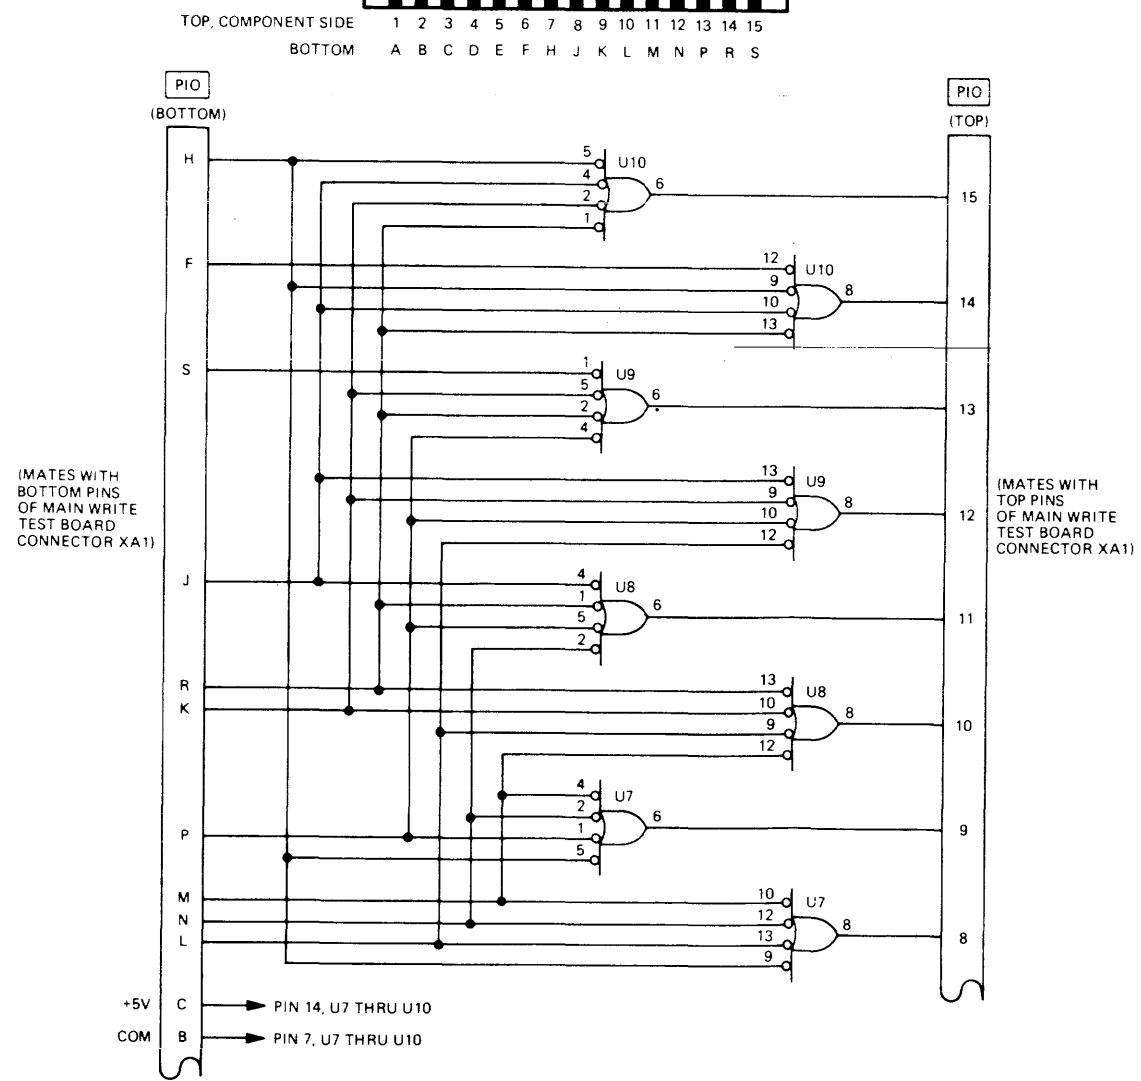 TOP, COMPONENT SIDE 1 2 3 4 5 6 7 8 9 10 11 12 13 14 15
BOTTOM A B C D E F H J K L M N P R S
PIO
(BOTTOM)
PIO
(TOP)
H
5
U10
4
6
2
15
1
F
12
U10
9
8
10
14
13
S
1
U9
5
6
2
13
4
(MATES WITH
BOTTOM PINS
OF MAIN WRITE
TEST BOARD
CONNECTOR XA1)
13
U9
9
8
10
12
12
(MATES WITH
TOP PINS
OF MAIN WRITE
TEST BOARD
CONNECTOR XA1)
J
4
U8
1
6
5
11
2
R
13
U8
K
10
8
9
10
12
4
U7
2
6
P
1
9
5
M
10
U7
N
12
8
L
13
8
9
+5V C PIN 14, U7 THRU U10
COM B PIN 7, U7 THRU U10